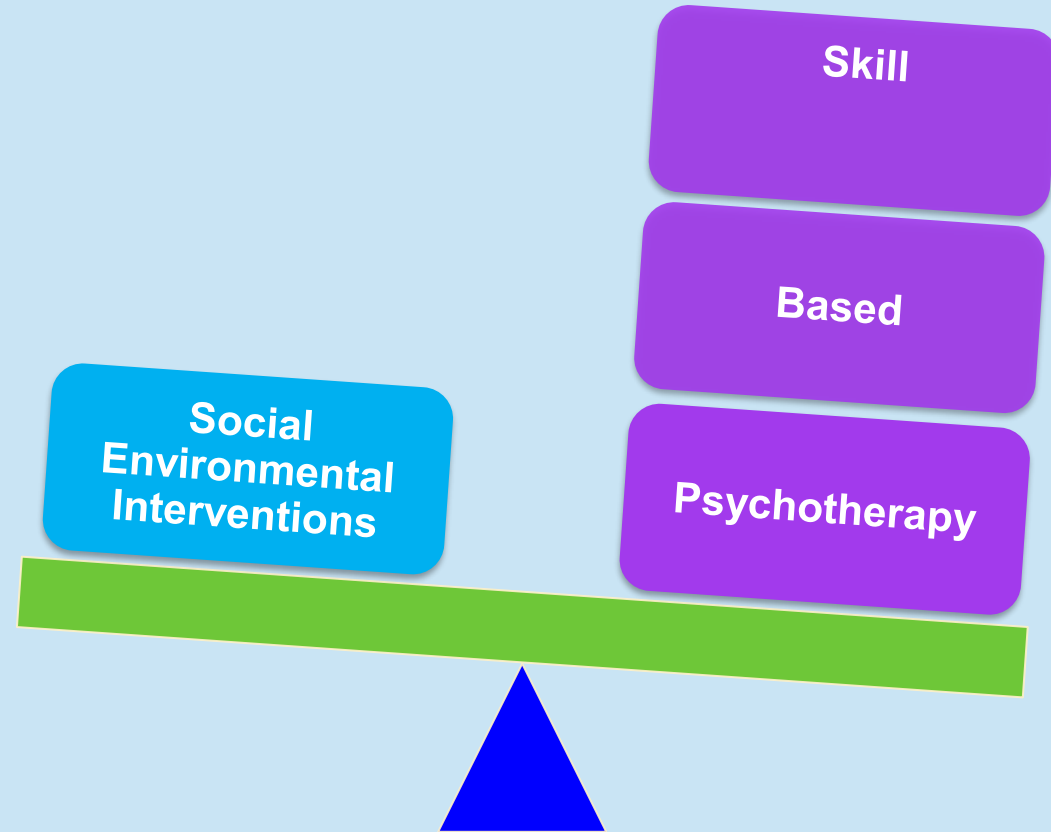 Skill
Based
Social
Environmental
Interventions
Psychotherapy